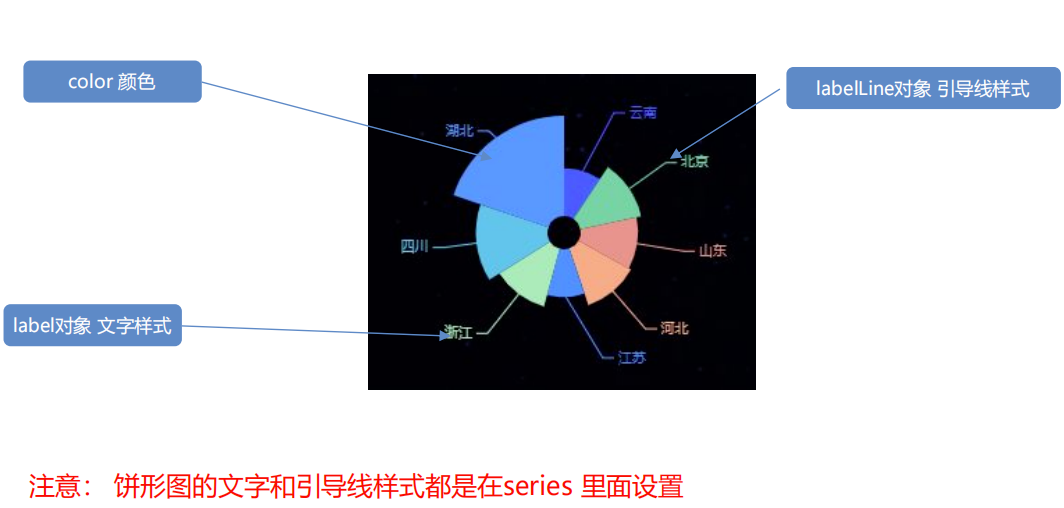 color 颜色
labelLine对象 引导线样式
云南
湖北
北京
四川
山东
label对象 文字样式
浙江
河北
江苏
注意： 饼形图的文字和引导线样式都是在series 里面设置